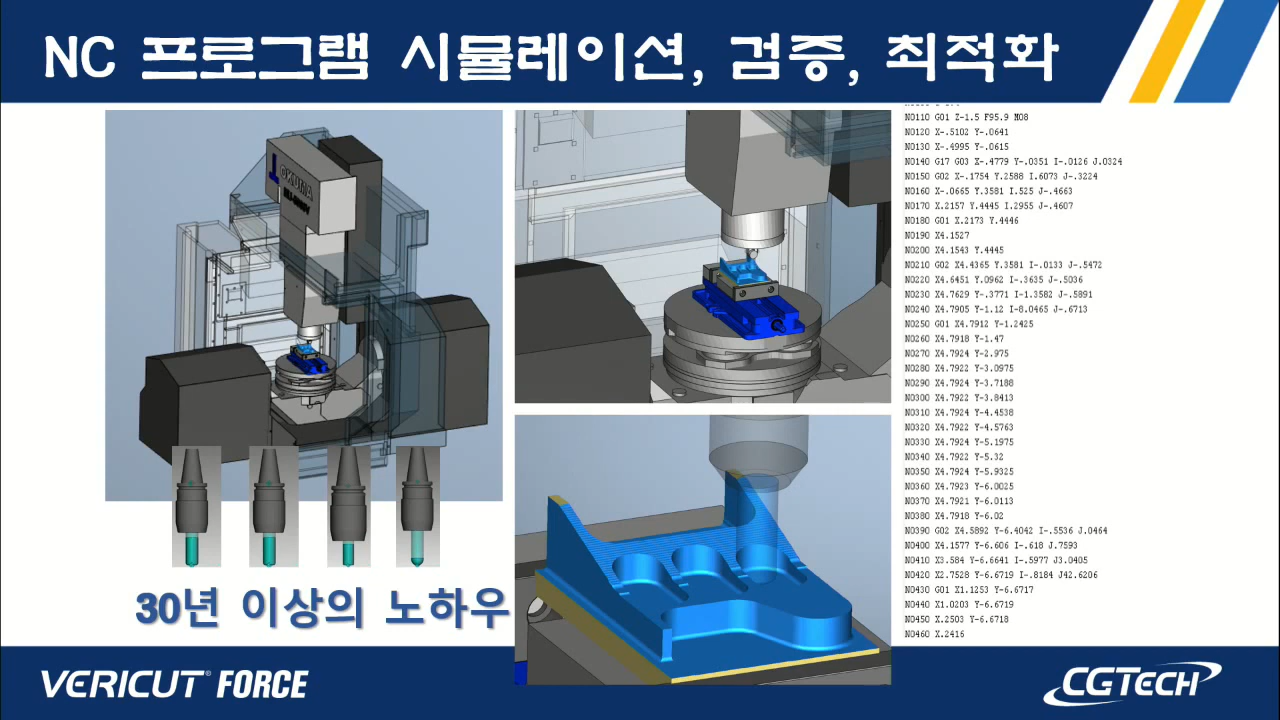 NC 프로그램 시뮬레이션, 검증, 최적화
OKUMA
N0110 G01 Z-1.5 F95.9 M08
N0120 X-.5102 Y-.0641
N0130 X-.4995 Y-.0615
N0140 G17 G03 X-.4779 Y-.0351 I-.0126 J.0324
N0150 G02 X-.1754 Y.2588 I.6073 J-.3224
N0160 X-.0665 Y.3581 I.525 J-.4663
N0170 X.2157 Y.4445 I.2955 J-.4607
N0180 G01 X.2173 Y.4446
N0190 X4.1527
N0200 X4.1543 Y.4445
N0210 G02 X4.4365 Y.3581 I-.0133 J-.5472
N0220 X4.6451 Y.0962 I-.3635 J-.5036
N0230 X4.7629 Y-.3771 I-1.3582 J-.5891
N0240 X4.7905 Y-1.12 I-8.0465 J-.6713
N0250 G01 X4.7912 Y-1.2425
N0260 X4.7918 Y-1.47
N0270 X4.7924 Y-2.975
N0280 X4.7922 Y-3.0975
N0290 X4.7924 Y-3.7188
N0300 X4.7922 Y-3.8413
N0310 X4.7924 Y-4.4538
N0320 X4.7922 Y-4.5763
N0330 X4.7924 Y-5.1975
N0340 X4.7922 Y-5.32
N0350 X4.7924 Y-5.9325
N0360 X4.7923 Y-6.0025
N0370 X4.7921 Y-6.0113
N0380 X4.7918 Y-6.02
N0390 G02 X4.5892 Y-6.4042 I-.5536 J.0464
N0400 X4.1577 Y-6.606 I-.618 J.7593
N0410 X3.584 Y-6.6641 I-.5977 J3.0405
N0420 X2.7528 Y-6.6719 I-.8184 J42.6206
N0430 G01 X1.1253 Y-6.6717
N0440 X1.0203 Y-6.6719
N0450 X.2503 Y-6.6718
N0460 X.2416
30년 이상의 노하우
VERICUT® FORCE
CGTECH